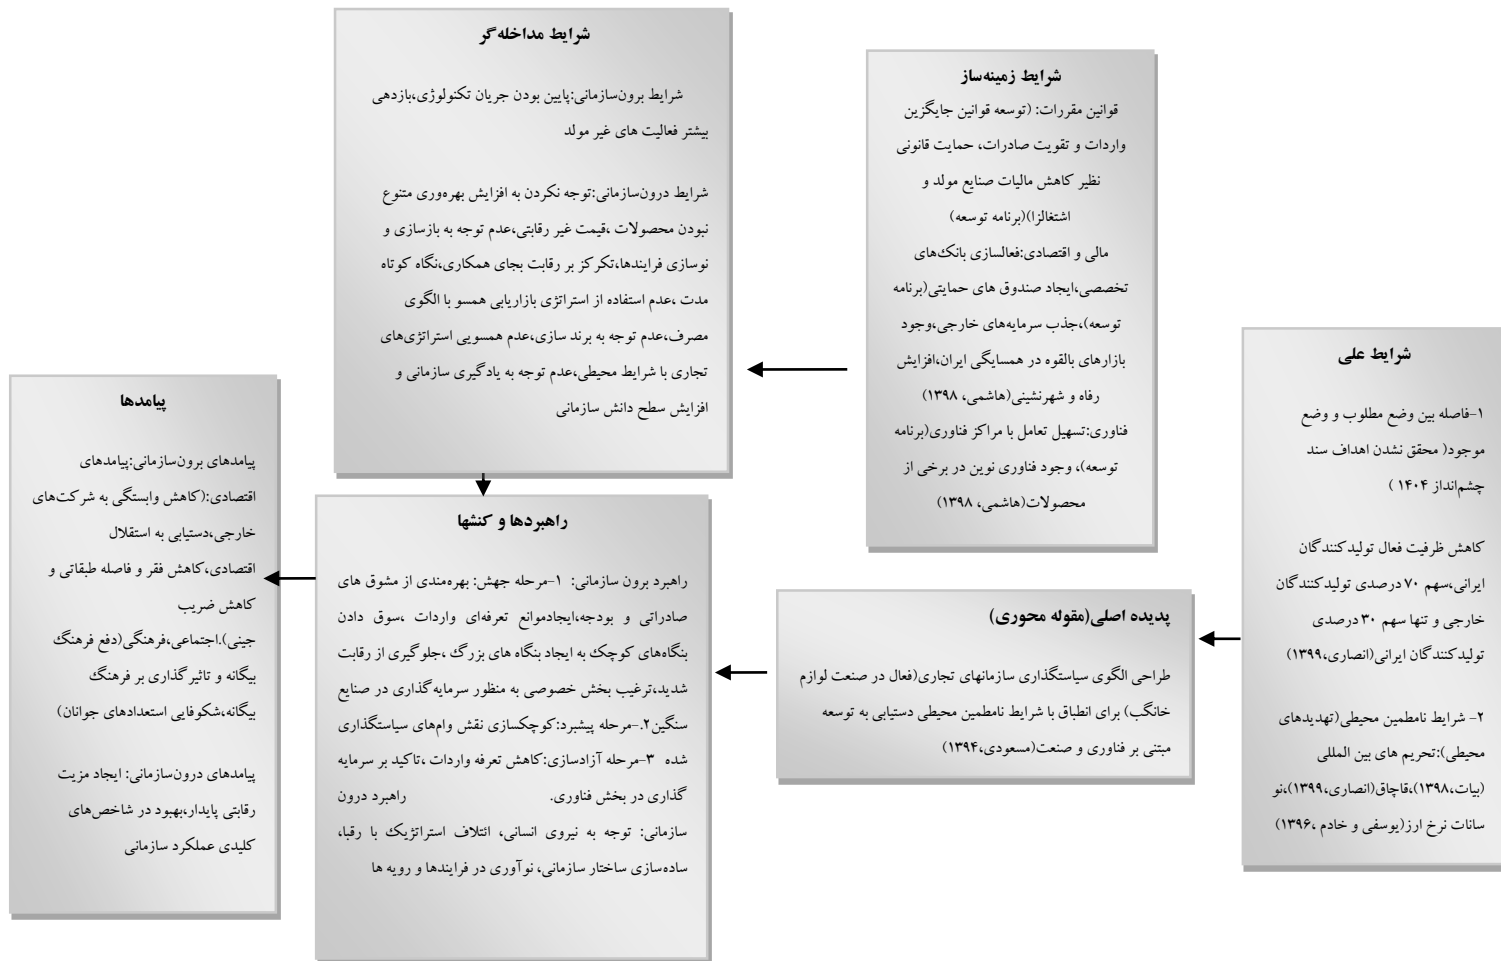 شرایط مداخله‌گر
شرایط برون‌سازمانی:پایین بودن جریان تکنولوژی،بازدهی
بیشتر فعالیت های غیر مولد
شرایط درون‌سازمانی:توجه نکردن به افزایش بهره‌وری متنوع
نبودن محصولات ،قیمت غیر رقابتی،عدم توجه به بازسازی و
نوسازی فرایندها،تکرکز بر رقابت بجای همکاری،نگاه کوتاه
مدت ،عدم استفاده از استراتژی بازاریابی همسو با الگوی
مصرف،عدم توجه به برند سازی،عدم همسویی استراتژی‌های
تجاری با شرایط محیطی،عدم توجه به یادگیری سازمانی و
افزایش سطح دانش سازمانی
شرایط زمینه‌ساز
قوانین مقررات: (توسعه قوانین جایگزین
واردات و تقویت صادرات، حمایت قانونی
نظیر کاهش مالیات صنایع مولد و
اشتغالزا)(برنامه توسعه)
مالی و اقتصادی:فعالسازی بانک‌های
تخصصی،ایجاد صندوق های حمایتی(برنامه
توسعه)،جذب سرمایه‌های خارجی،وجود
بازارهای بالقوه در همسایگی ایران،افزایش
رفاه و شهرنشینی(هاشمی، ۱۳۹۸)
فناوری:تسهیل تعامل با مراکز فناوری(برنامه
توسعه)، وجود فناوری نوین در برخی از
محصولات(هاشمی، ۱۳۹۸)
شرایط علی
۱-فاصله بین وضع مطلوب و وضع
موجود( محقق نشدن اهداف سند
چشم‌انداز ۱۴۰۴ )
کاهش ظرفیت فعال تولیدکنندگان
ایرانی،سهم ۷۰ درصدی تولیدکنندگان
خارجی و تنها سهم ۳۰ درصدی
تولیدکنندگان ایرانی(انصاری،۱۳۹۹)
۲- شرایط نامطمین محیطی(تهدیدهای
محیطی):تحریم های بین المللی
(بیات،۱۳۹۸)،قاچاق(انصاری،۱۳۹۹)،نو
سانات نرخ ارز(یوسفی و خادم ،۱۳۹۶)
پدیده اصلی(مقوله محوری)
طراحی الگوی سیاستگذاری سازمانهای تجاری(فعال در صنعت لوازم
خانگب) برای انطباق با شرایط نامطمین محیطی دستیابی به توسعه
مبتنی بر فناوری و صنعت(مسعودی،۱۳۹۴)
راهبردها و کنشها
راهبرد برون سازمانی: ۱-مرحله جهش: بهره‌مندی از مشوق های
صادراتی و بودجه،ایجادموانع تعرفه‌ای واردات ،سوق دادن
بنگاه‌های کوچک به ایجاد بنگاه های بزرگ ،جلوگیری از رقابت
شدید،ترغیب بخش خصوصی به منظور سرمایه گذاری در صنایع
سنگین۲.-مرحله پیشبرد:کوچکسازی نقش وام‌های سیاستگذاری
شده ۳-مرحله آزادسازی:کاهش تعرفه واردات ،تاکید بر سرمایه
گذاری در بخش فناوری. راهبرد درون
سازمانی: توجه به نیروی انسانی، ائتلاف استراتژیک با رقبا،
ساده‌سازی ساختار سازمانی، نوآوری در فرایندها و رویه ها
پیامدها
پیامدهای برون‌سازمانی:پیامدهای
اقتصادی:(کاهش وابستگی به شرکت‌های
خارجی،دستیابی به استقلال
اقتصادی،کاهش فقر و فاصله طبقاتی و
کاهش ضریب
جینی).اجتماعی،فرهنگی(دفع فرهنگ
بیگانه و تاثیر گذاری بر فرهنگ
بیگانه،شکوفایی استعدادهای جوانان)
پیامدهای درون‌سازمانی: ایجاد مزیت
رقابتی پایدار،بهبود در شاخص‌های
کلیدی عملکرد سازمانی